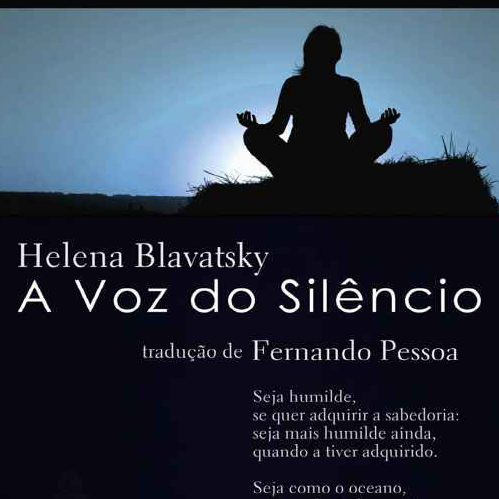 Helena Blavatsky
A Voz do Silêncio
tradução de Fernando Pessoa
Seja humilde,
se quer adquirir a sabedoria:
seja mais humilde ainda,
quando a tiver adquirido.
Seja como o oceano,